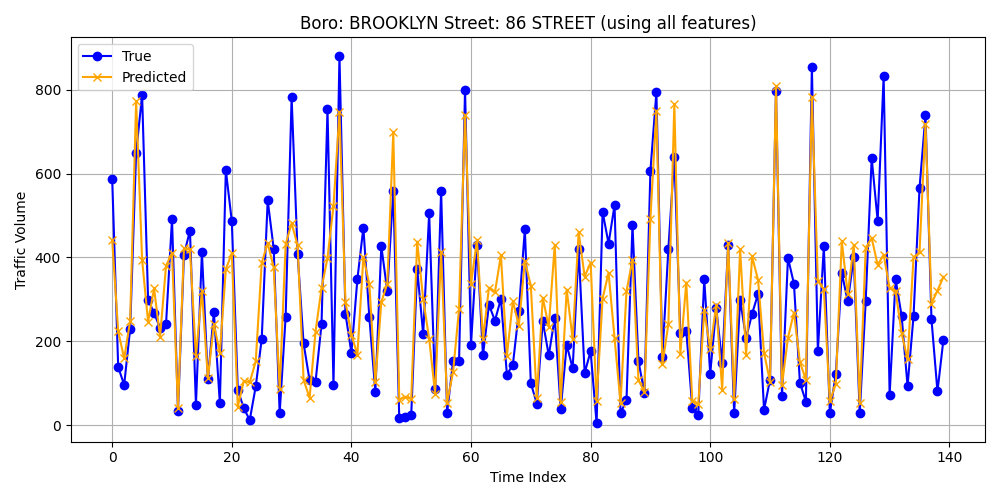 Boro: BROOKLYN Street: 86 STREET (using all features)
True
Predicted
Traffic Volume
800
600
400
200
0
0 20 40 60 80 100 120 140
Time Index